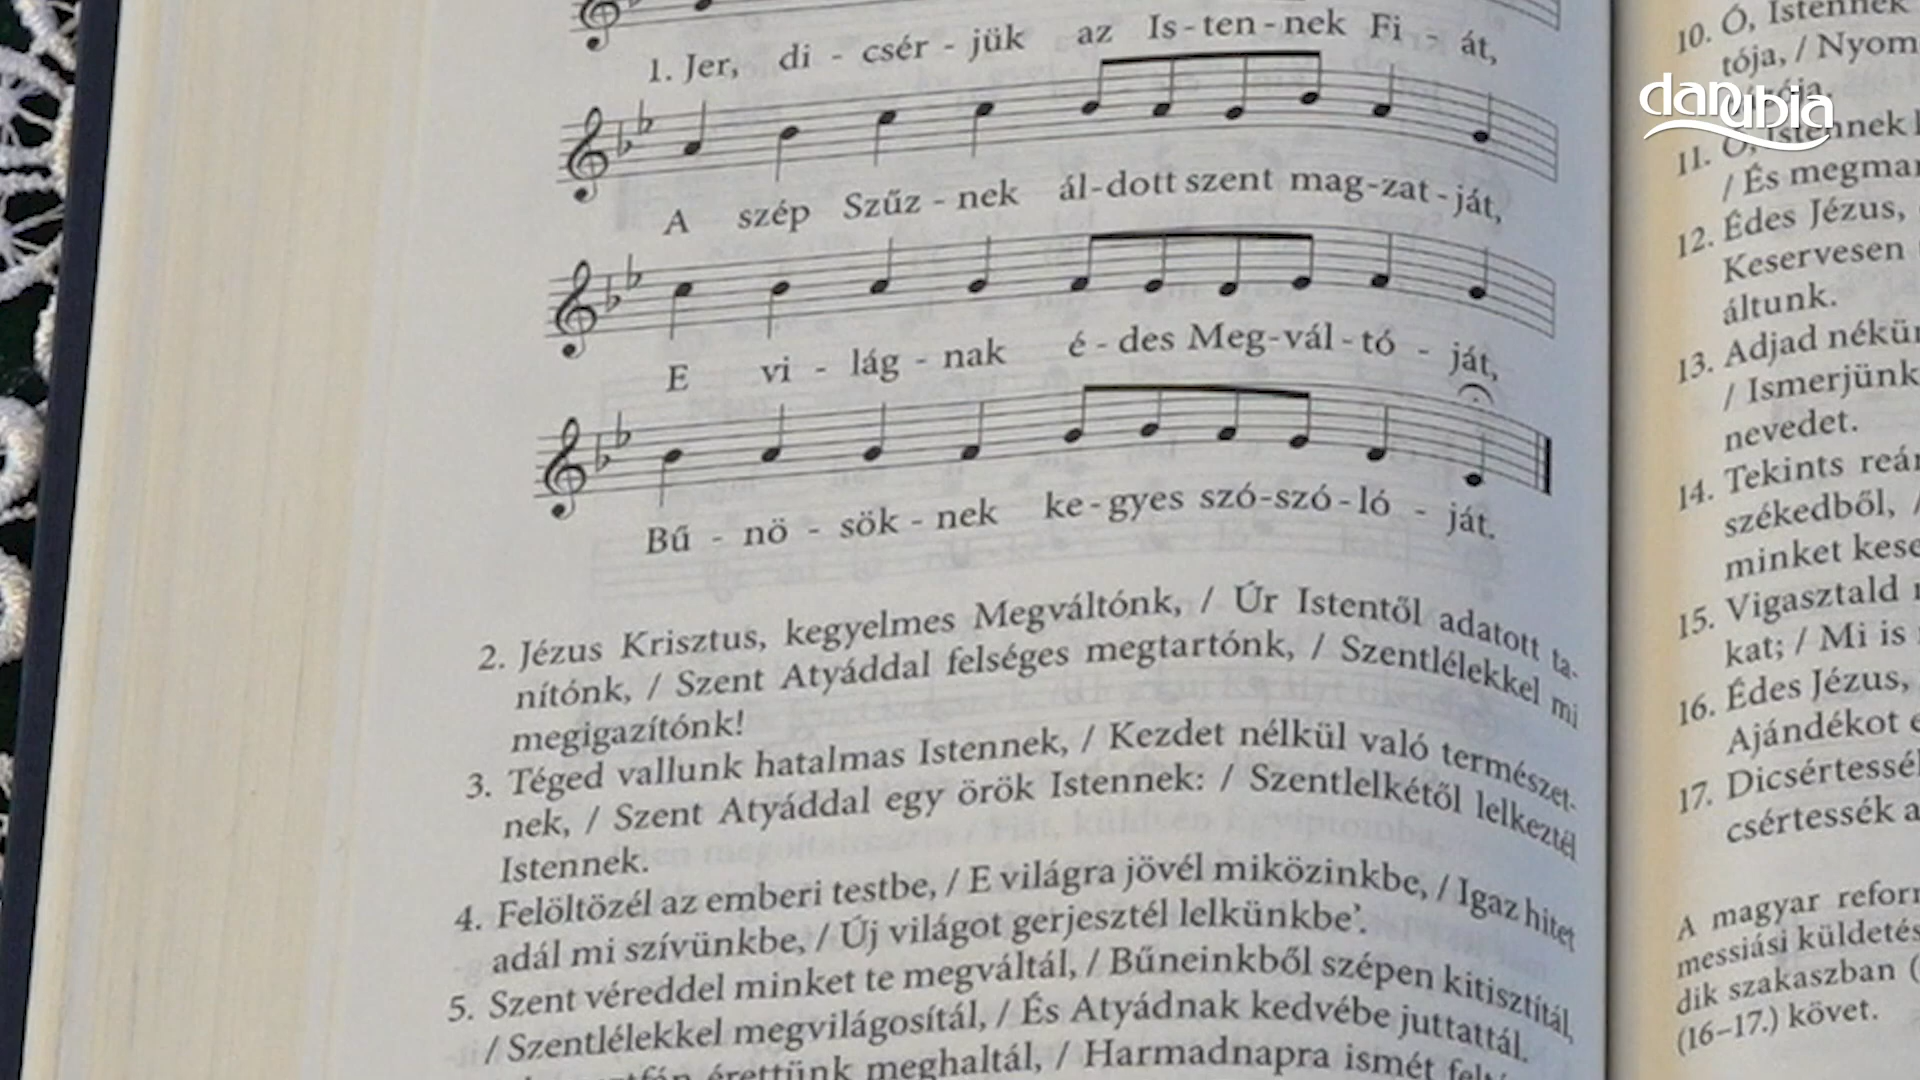 1. Jer, di - csér - jük az Is - ten - nek Fi - át,
A szép Szűz - nek ál - dott szent mag - zat - ját,
E vi - lág - nak é - des Meg - vál - tó - ját,
Bű - nö - sök - nek ke - gyes szó - szó - ló - ját.
2. Jézus Krisztus, kegyelmes Megváltónk, / Úr Istentől adatott ta-
nítónk, / Szent Atyáddal felséges megtartónk, / Szentlélekkel mi
megigazítónk!
3. Téged vallunk hatalmas Istennek, / Kezdet nélkül való természet-
nek, / Szent Atyáddal egy örök Istennek: / Szentlelkétől lelkeztél
Istennek.
4. Felöltözél az emberi testbe, / E világra jövél miközinkbe, / Igaz hitet
adál mi szívünkbe, / Új világot gerjesztél lelkünkbe'.
5. Szent véreddel minket te megváltál, / Bűneinkből szépen kitisztítál,
/ Szentlélekkel megvilágosítál, / És Atyádnak kedvébe juttattál.
érettünk meghaltál, / Harmadnapra ismét
danubia
10. Ó, Istennek
tója, / Nyom
11. Ó, Istennek
/ És megmar
12. Édes Jézus,
Keservesen
áltunk.
13. Adjad nékün
/ Ismerjünk
nevedet.
14. Tekints reán
székedből, /
minket kese
15. Vigasztald
kat; / Mi is
16. Édes Jézus,
Ajándékot
17. Dicsértessék
csértessék a
A magyar refor
messiási küldetés
dik szakaszban (
(16–17.) követ.